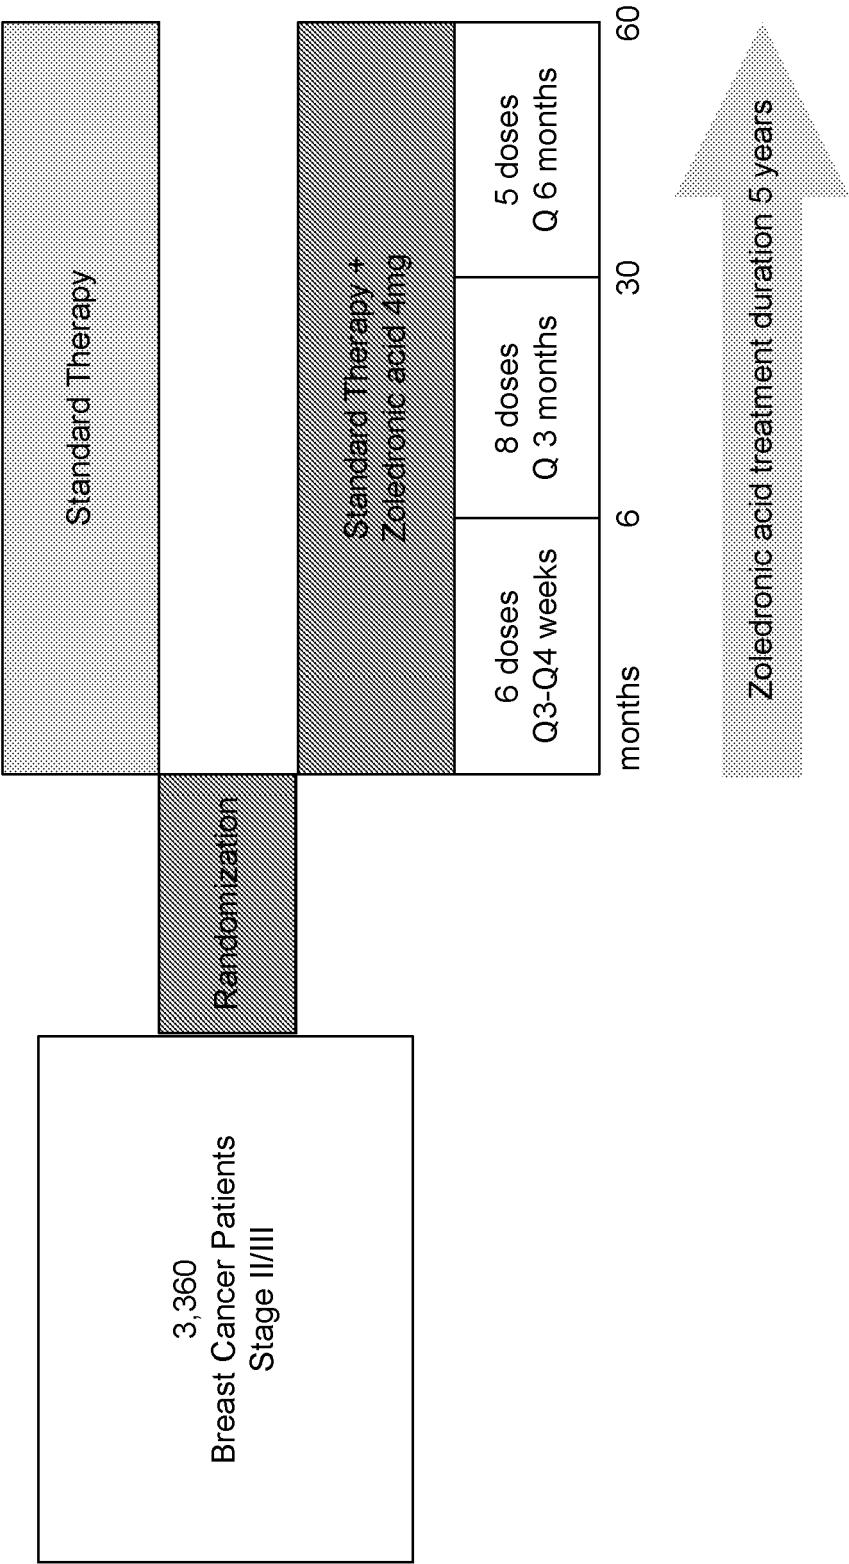 3,360
Breast Cancer Patients
Stage II/III
Randomization
Standard Therapy
Standard Therapy +
Zoledronic acid 4mg
6 doses
Q3-Q4 weeks
8 doses
Q 3 months
5 doses
Q 6 months
months
6
30
60
Zoledronic acid treatment duration 5 years